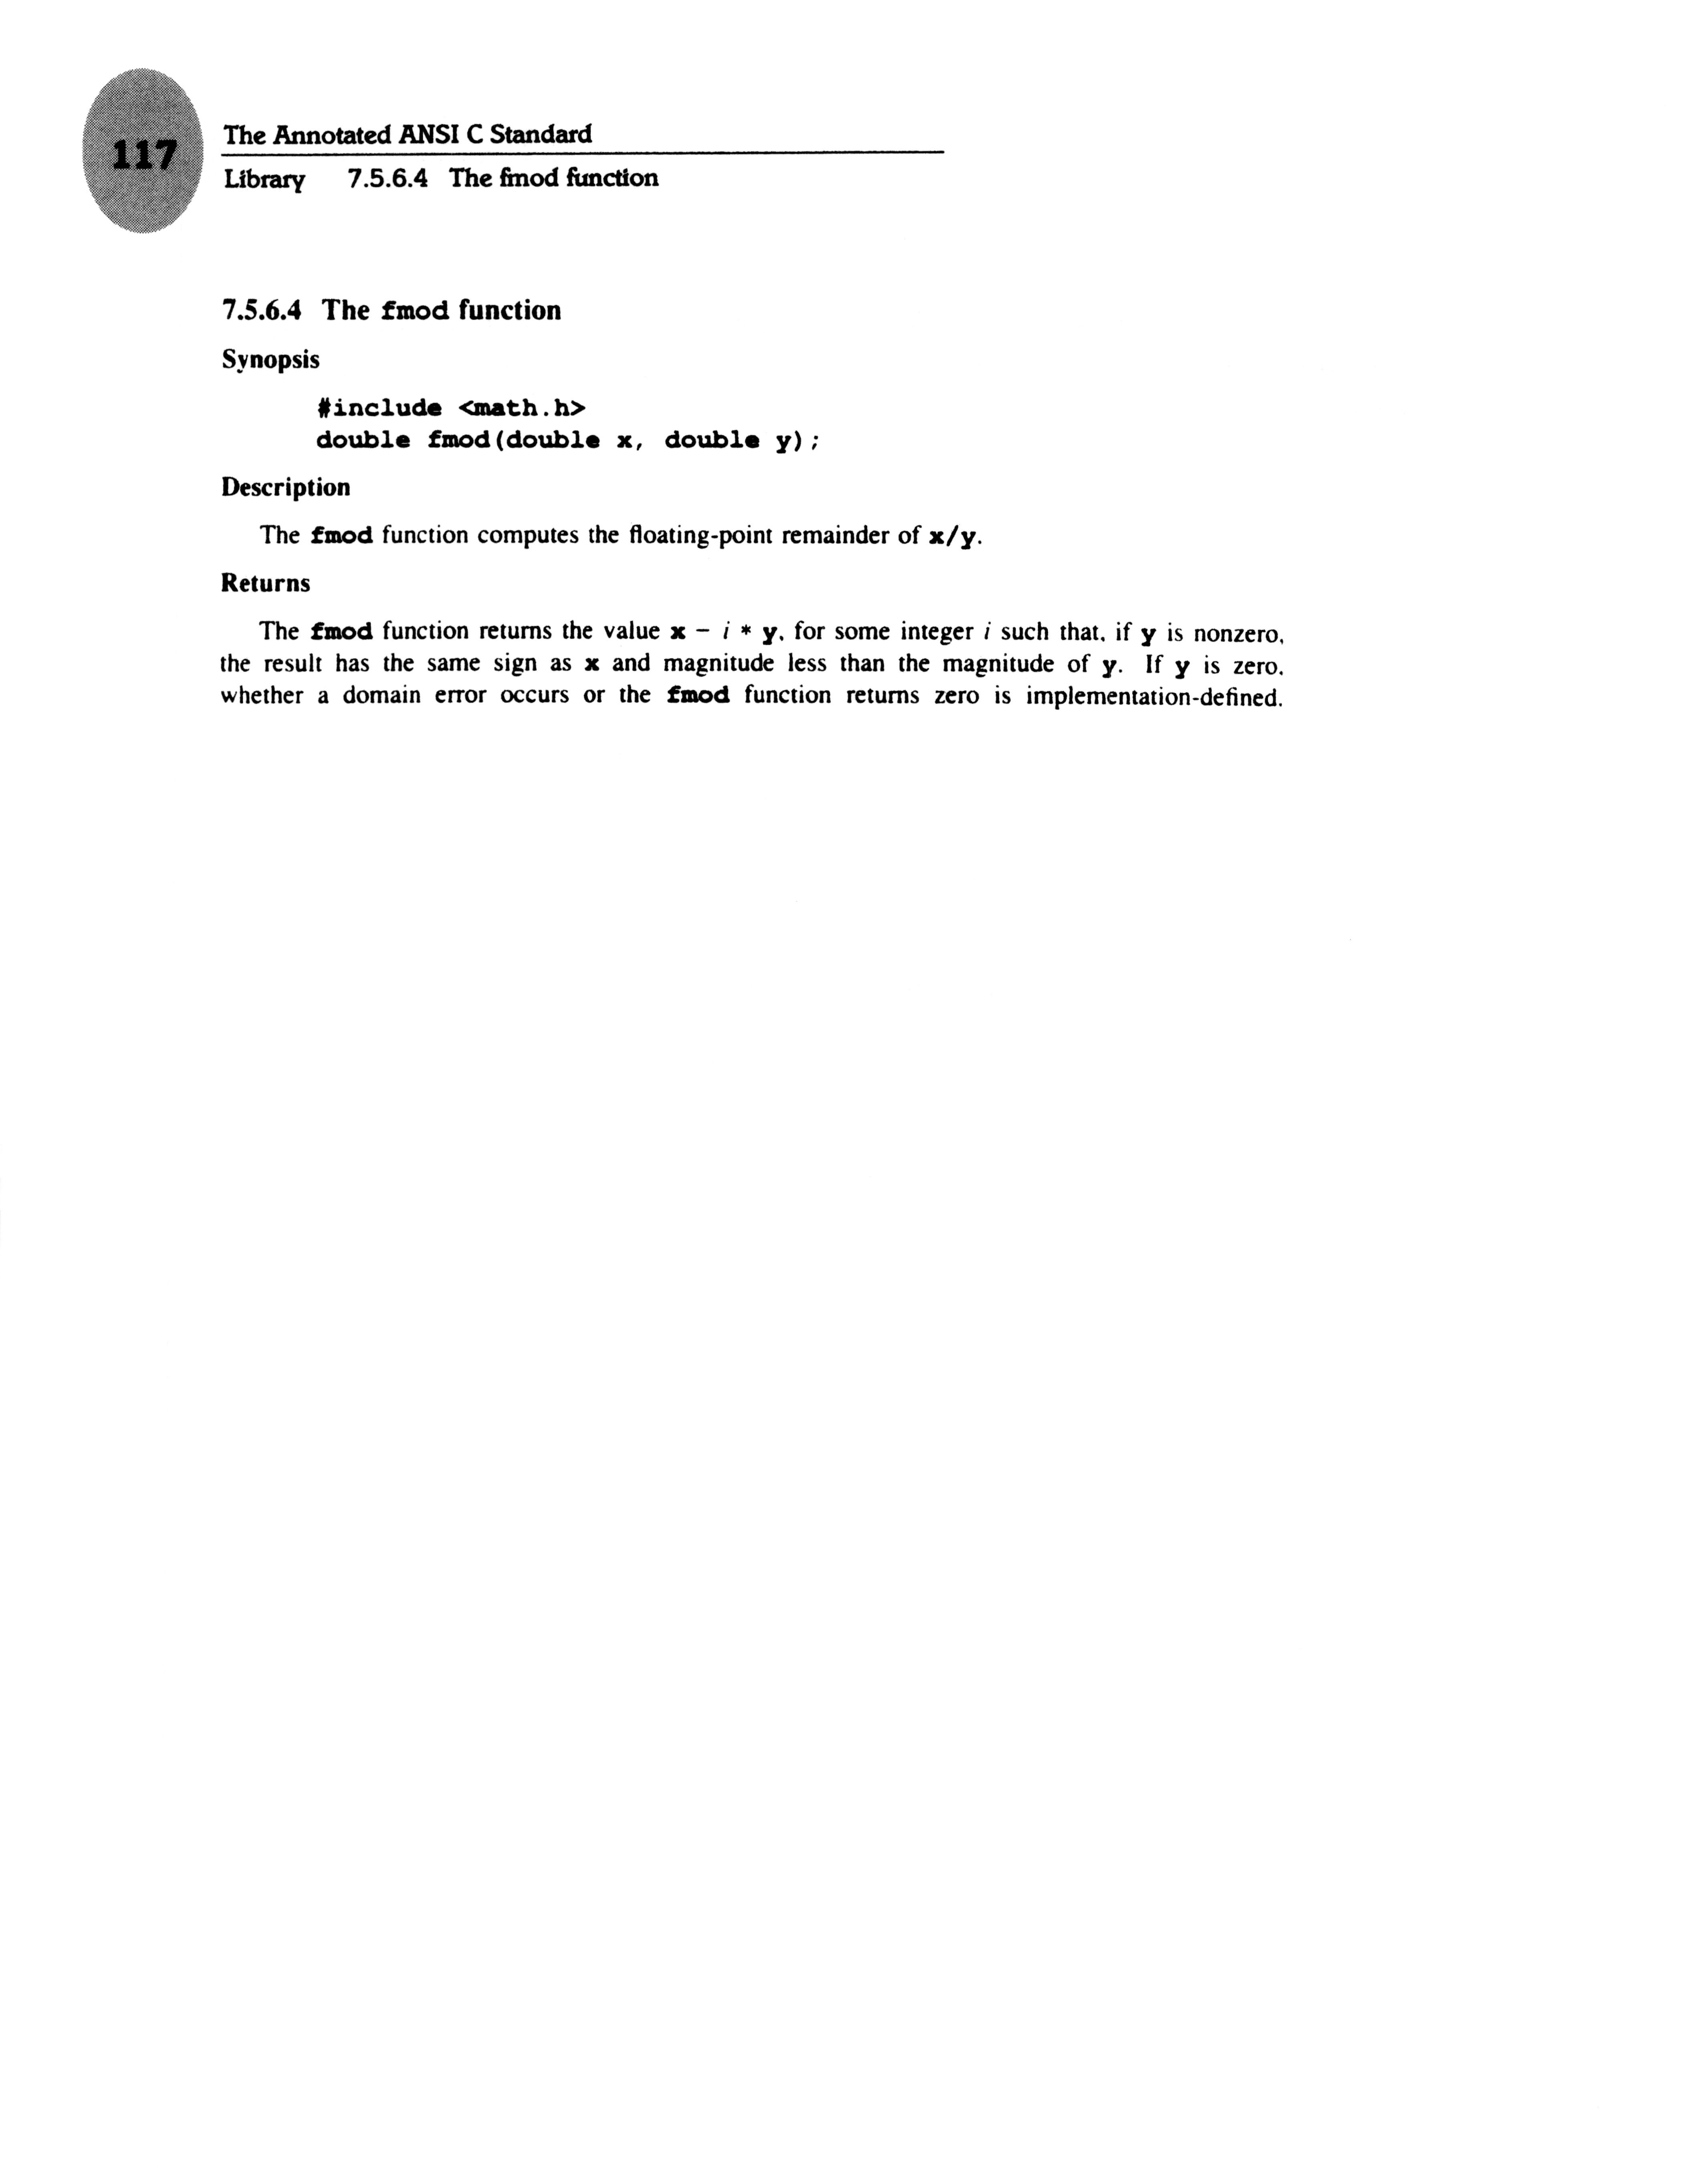 117
The Annotated ANSI C Standard
Library 7.5.6.4 The fmod function
7.5.6.4 The fmod function
Synopsis
#include <math.h>
double fmod(double x, double y);
Description
The fmod function computes the floating-point remainder of x/y.
Returns
The fmod function returns the value x − i * y, for some integer i such that, if y is nonzero,
the result has the same sign as x and magnitude less than the magnitude of y. If y is zero,
whether a domain error occurs or the fmod function returns zero is implementation-defined.